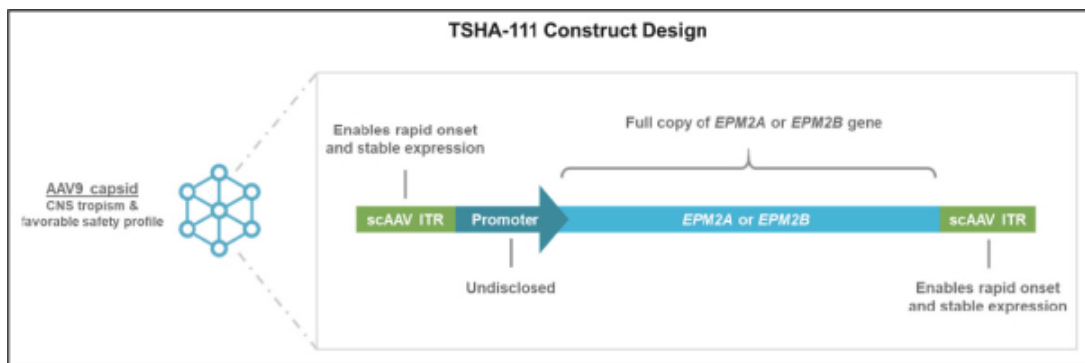 TSHA-111 Construct Design
Enables rapid onset
and stable expression
Full copy of EPM2A or EPM2B gene
AAV9 capsid
CNS tropism &
favorable safety profile
scAAV ITR
Promoter
EPM2A or EPM2B
scAAV ITR
Undisclosed
Enables rapid onset
and stable expression